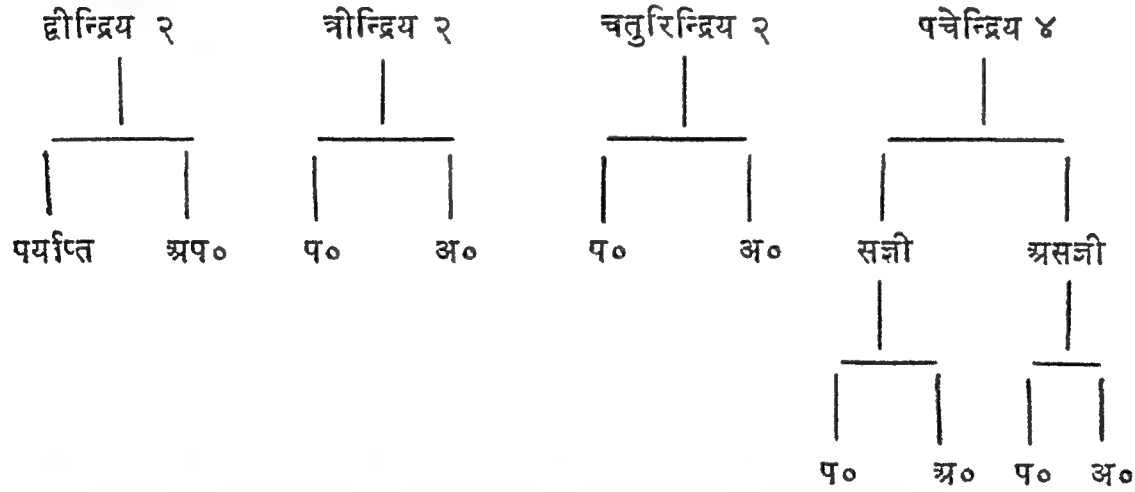 द्वीन्द्रिय २ त्रीन्द्रिय २ चतुरिन्द्रिय २ पचेन्द्रिय ४
पर्याप्त अप० प० अ० प० अ० सज्ञी असज्ञी
प० अ० प० अ०